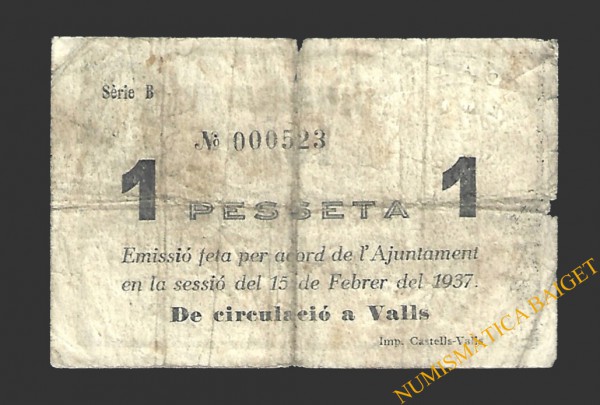 Sèrie B
№ 000523
1 PESSETA 1
Emissió feta per acord de l'Ajuntament
en la sessió del 15 de Febrer del 1937.
De circulació a Valls
Imp. Castells-Valls
NUMISMÁTICA BAIGET